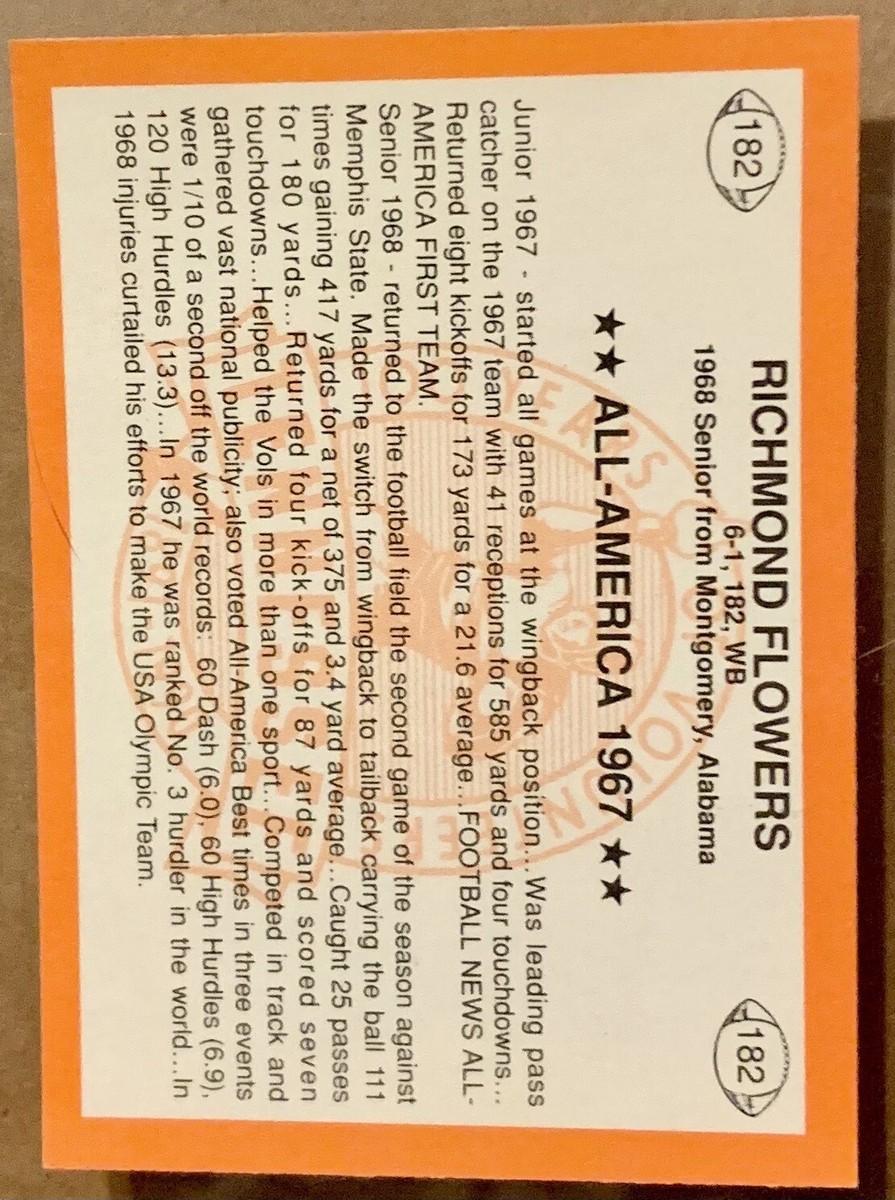 182
182
RICHMOND FLOWERS
6-1, 182, WB
1968 Senior from Montgomery, Alabama
★★ ALL-AMERICA 1967 ★★
Junior 1967 - started all games at the wingback position...Was leading pass
catcher on the 1967 team with 41 receptions for 585 yards and four touchdowns...
Returned eight kickoffs for 173 yards for a 21.6 average...FOOTBALL NEWS ALL-
AMERICA FIRST TEAM.
Senior 1968 - returned to the football field the second game of the season against
Memphis State. Made the switch from wingback to tailback carrying the ball 111
times gaining 417 yards for a net of 375 and 3.4 yard average...Caught 25 passes
for 180 yards...Returned four kick-offs for 87 yards and scored seven
touchdowns...Helped the Vols in more than one sport...Competed in track and
gathered vast national publicity; also voted All-America Best times in three events
were 1/10 of a second off the world records: 60 Dash (6.0), 60 High Hurdles (6.9),
120 High Hurdles (13.3)...In 1967 he was ranked No. 3 hurdler in the world...In
1968 injuries curtailed his efforts to make the USA Olympic Team.
YEARS OF VOLUNTEERS
TENNESSEE